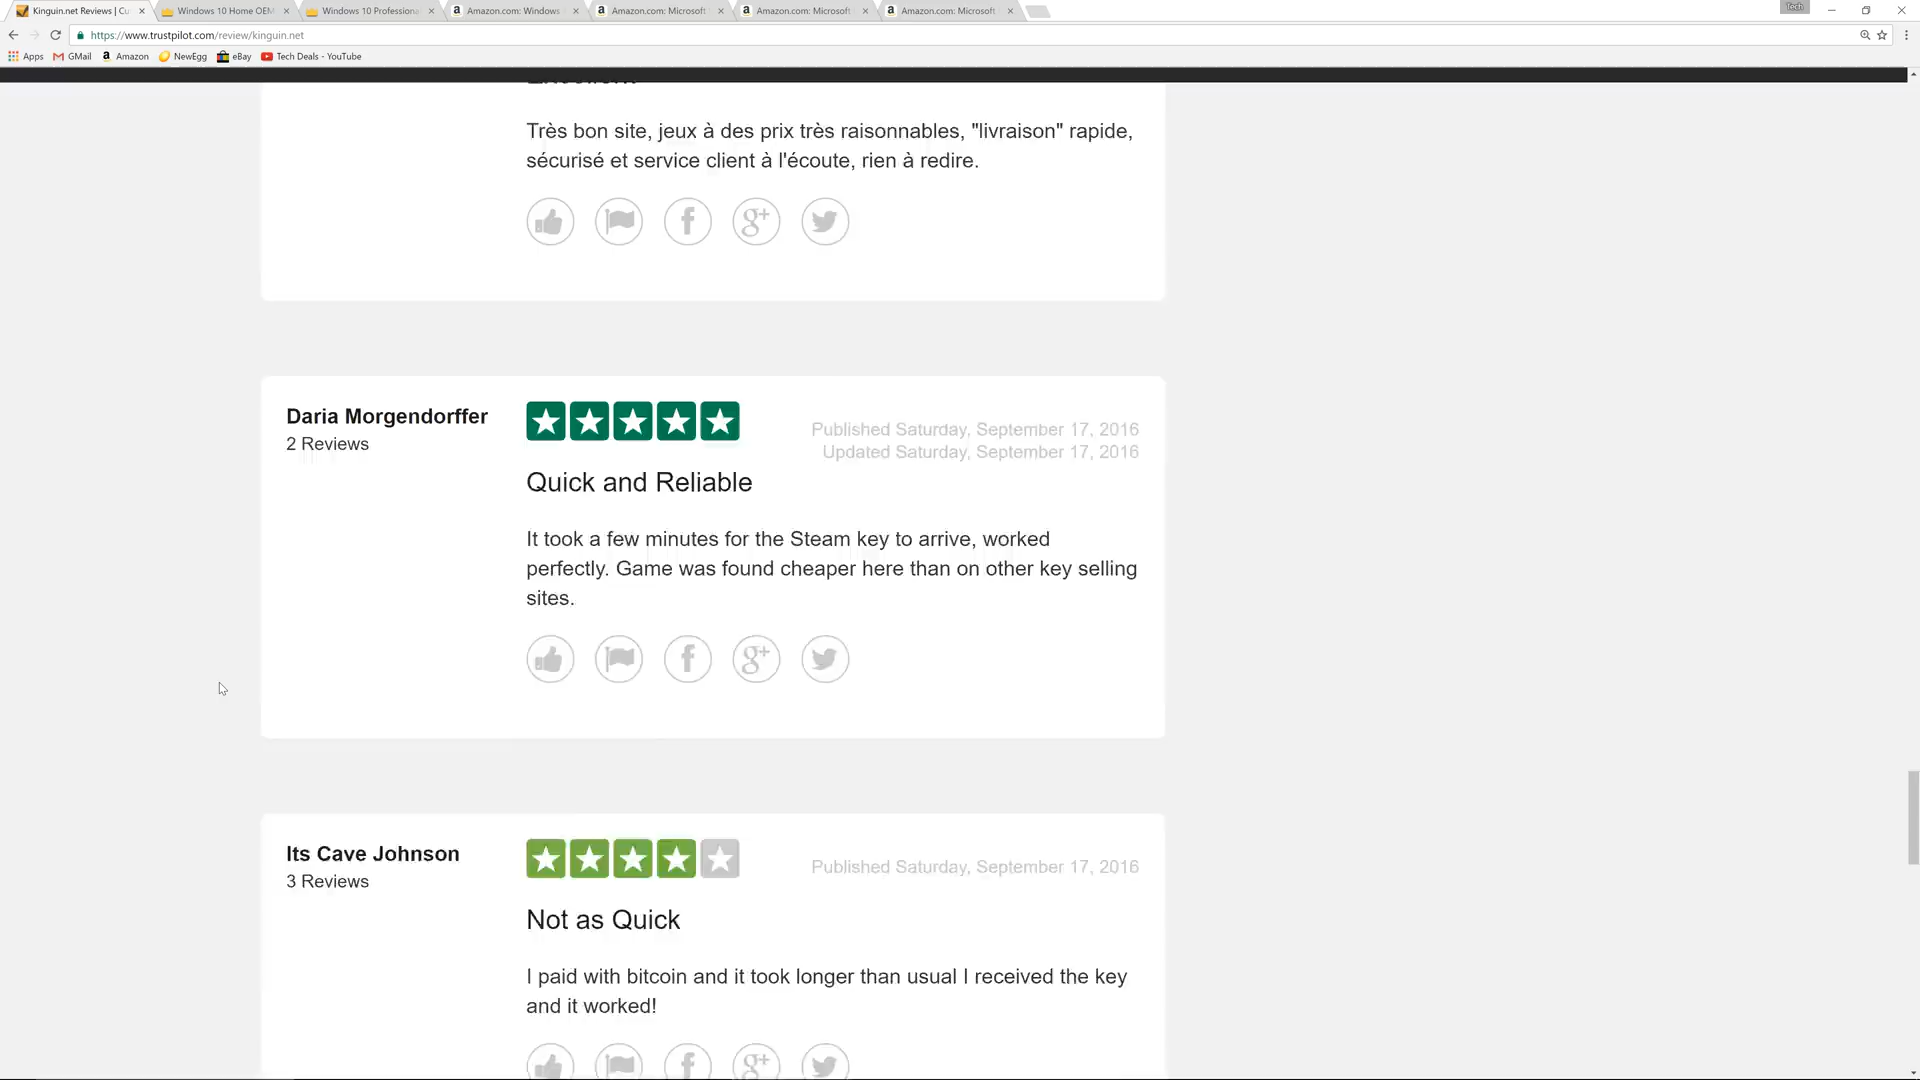 Kinguin.net Reviews | Cu
Windows 10 Home OEM
Windows 10 Professiona
Amazon.com: Windows
Amazon.com: Microsoft
Amazon.com: Microsoft
Amazon.com: Microsoft
Tech
https://www.trustpilot.com/review/kinguin.net
Apps
GMail
Amazon
NewEgg
eBay
Tech Deals - YouTube
Très bon site, jeux à des prix très raisonnables, "livraison" rapide,
sécurisé et service client à l'écoute, rien à redire.
Daria Morgendorffer
2 Reviews
Published Saturday, September 17, 2016
Updated Saturday, September 17, 2016
Quick and Reliable
It took a few minutes for the Steam key to arrive, worked
perfectly. Game was found cheaper here than on other key selling
sites.
Its Cave Johnson
3 Reviews
Published Saturday, September 17, 2016
Not as Quick
I paid with bitcoin and it took longer than usual I received the key
and it worked!